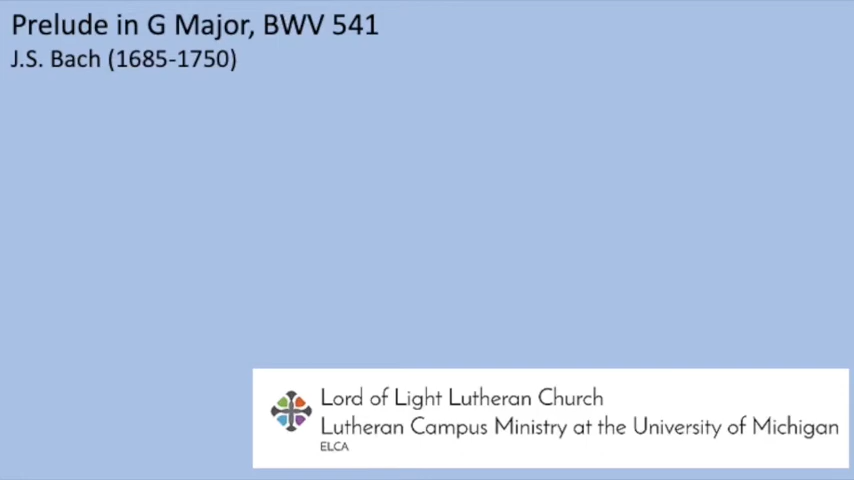 Prelude in G Major, BWV 541
J.S. Bach (1685-1750)
Lord of Light Lutheran Church
Lutheran Campus Ministry at the University of Michigan
ELCA